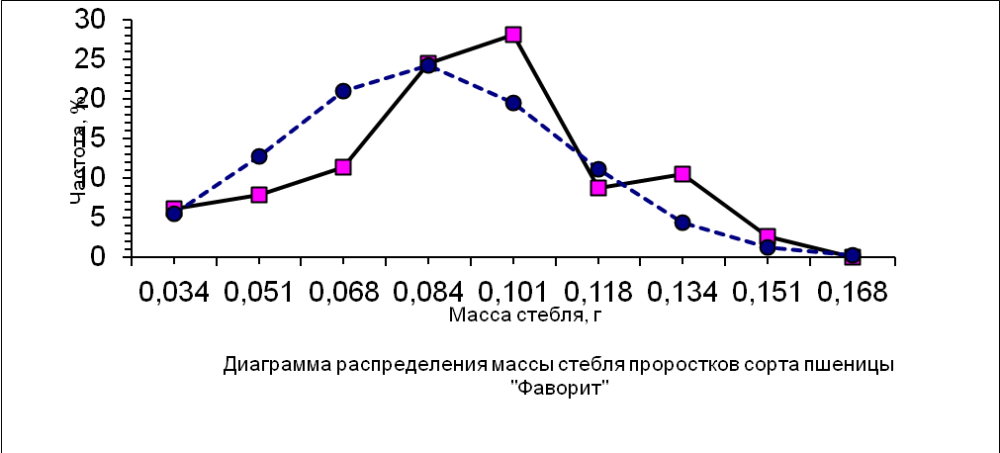 30
25
20
15
10
5
0
Частота, %
0,034 0,051 0,068 0,084 0,101 0,118 0,134 0,151 0,168
Масса стебля, г
Диаграмма распределения массы стебля проростков сорта пшеницы
"Фаворит"